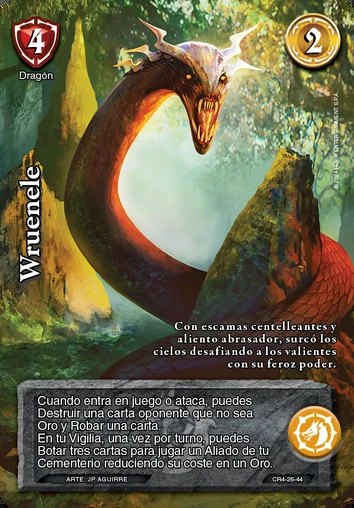 4
Dragón
2
Wruenele
Con escamas centelleantes y
aliento abrasador, surcó los
cielos desafiando a los valientes
con su feroz poder.
Cuando entra en juego o ataca, puedes
Destruir una carta oponente que no sea
Oro y Robar una carta.
En tu Vigilia, una vez por turno, puedes
Botar tres cartas para jugar un Aliado de tu
Cementerio reduciendo su coste en un Oro.
ARTE: JP AGUIRRE
CR4-26-44